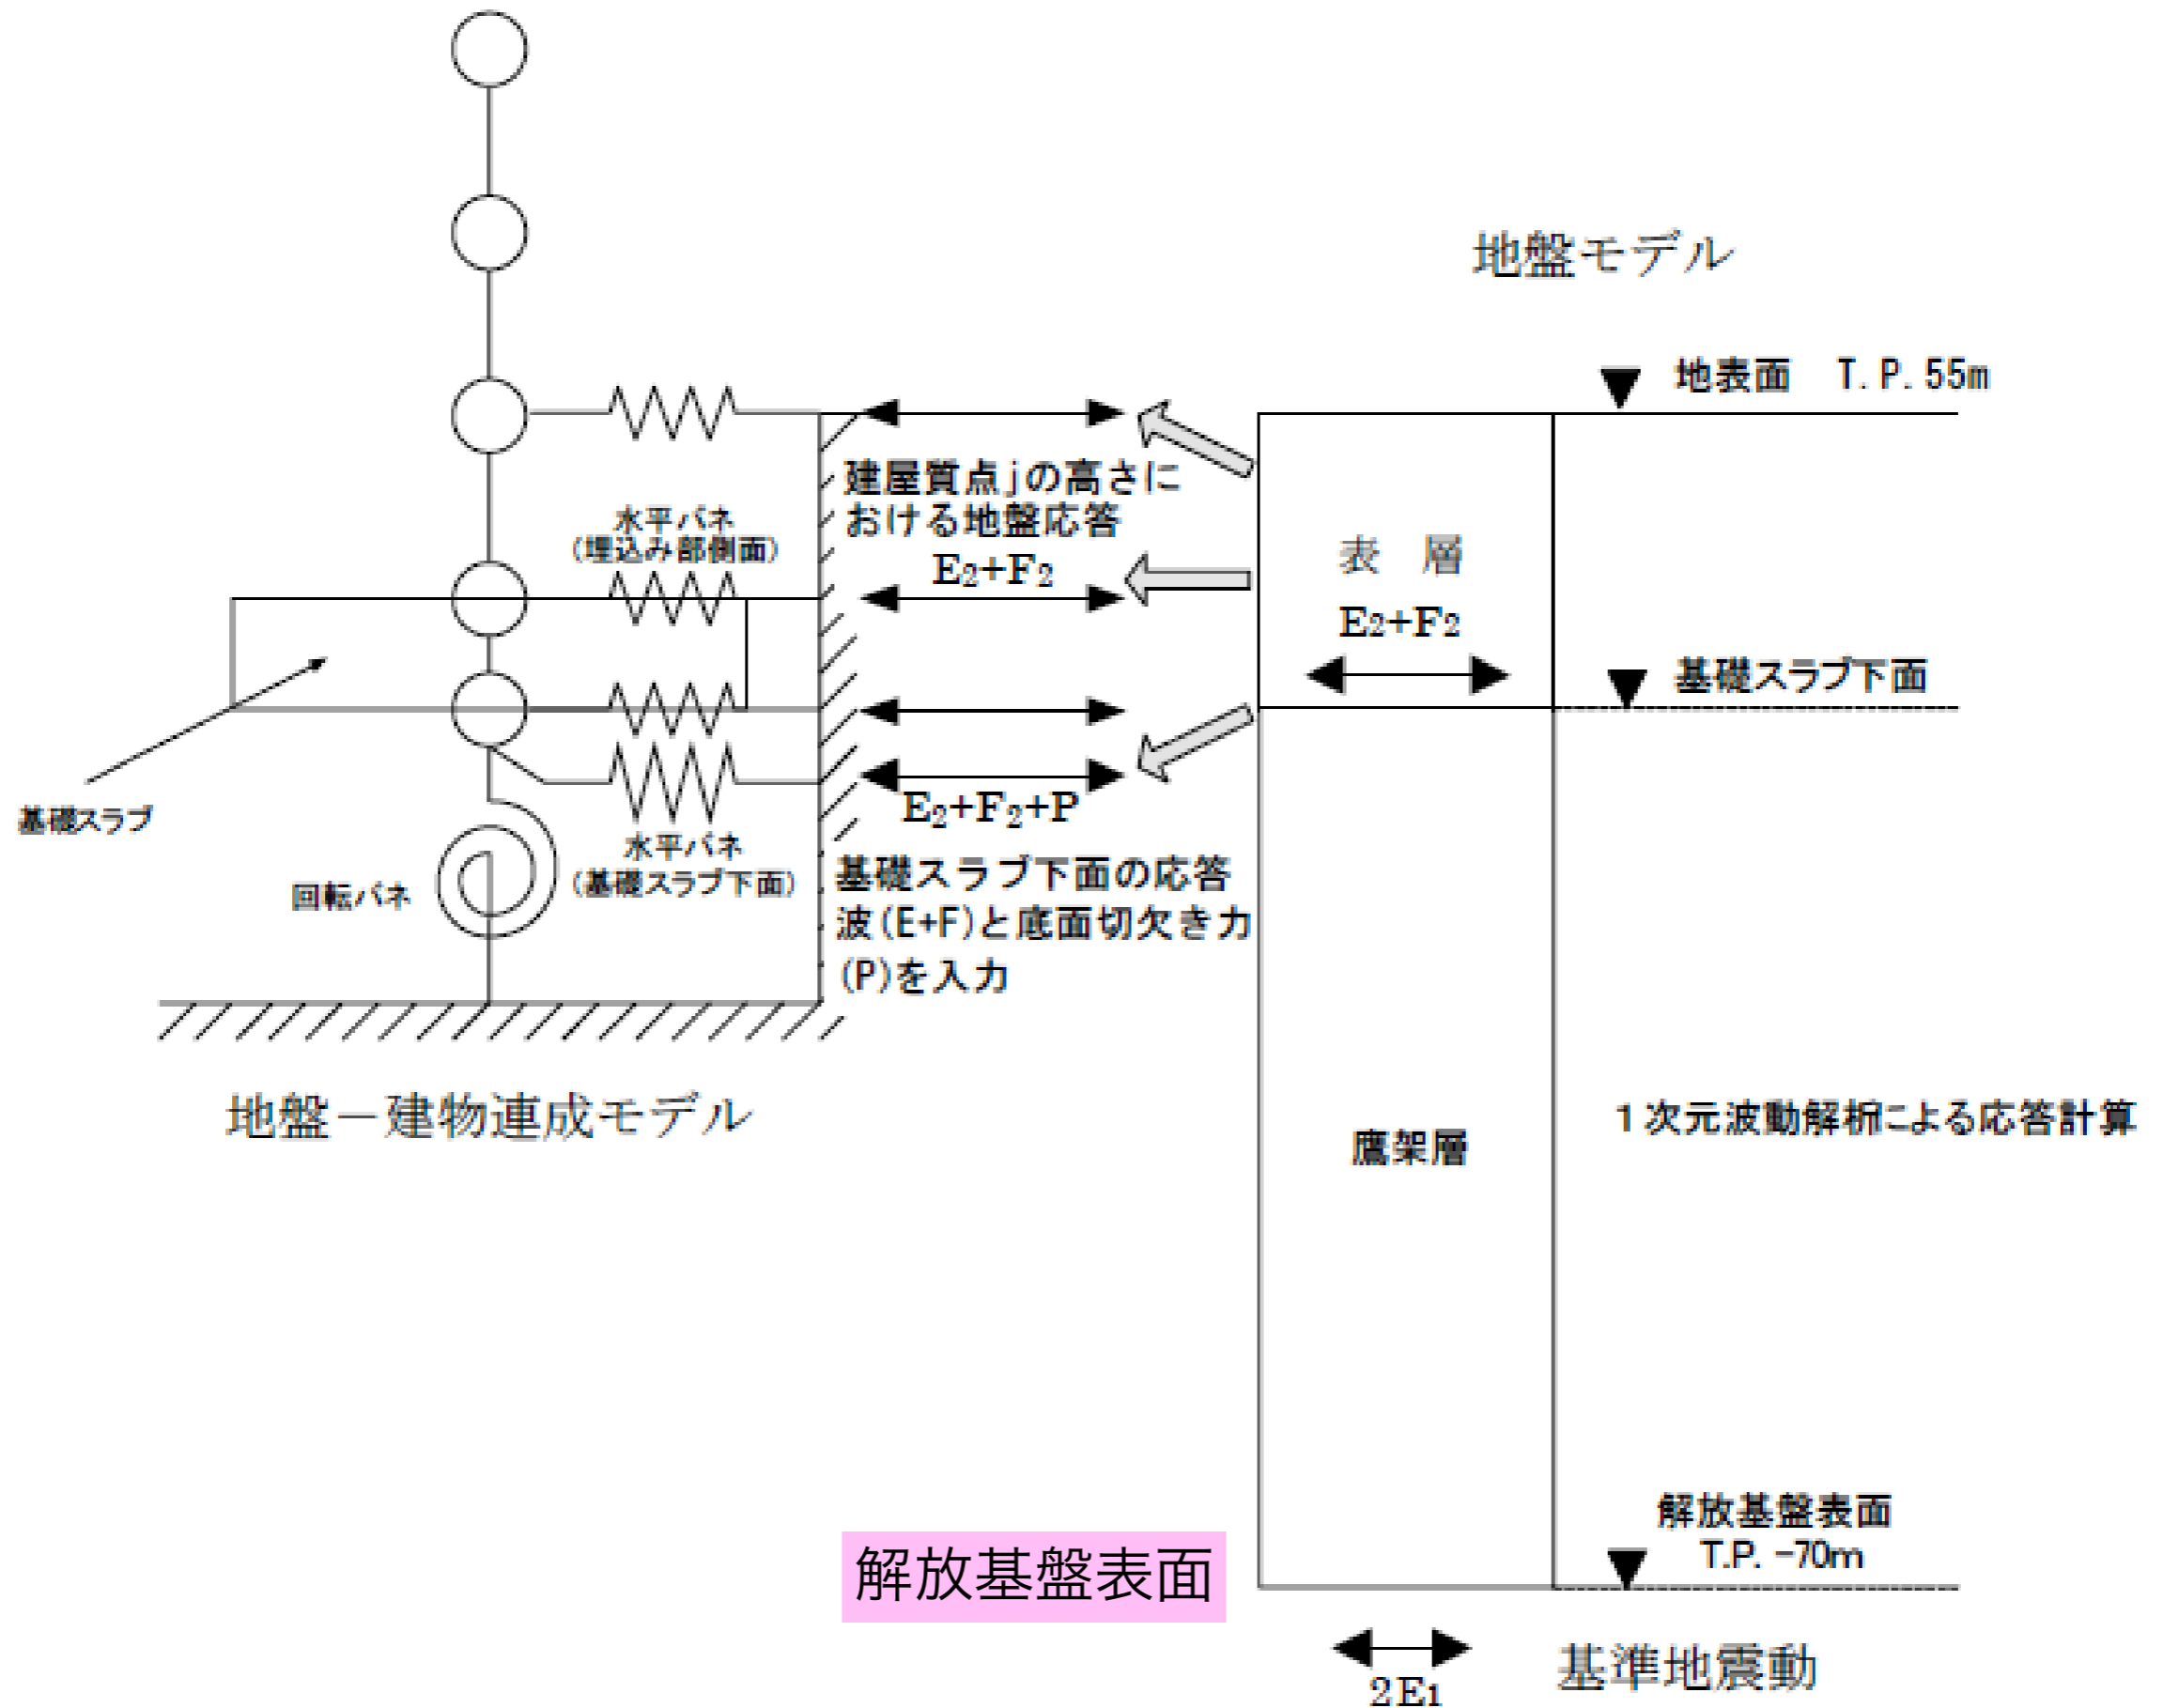 地盤モデル
地表面 T.P.55m
建屋質点jの高さに
おける地盤応答
E2+F2
水平バネ
(埋込み部側面)
表 層
E2+F2
基礎スラブ下面
E2+F2+P
基礎スラブ
水平バネ
(基礎スラブ下面)
回転バネ
基礎スラブ下面の応答
波(E+F)と底面切欠き力
(P)を入力
地盤－建物連成モデル
鷹架層
1次元波動解析による応答計算
解放基盤表面
T.P. -70m
解放基盤表面
2E1
基準地震動